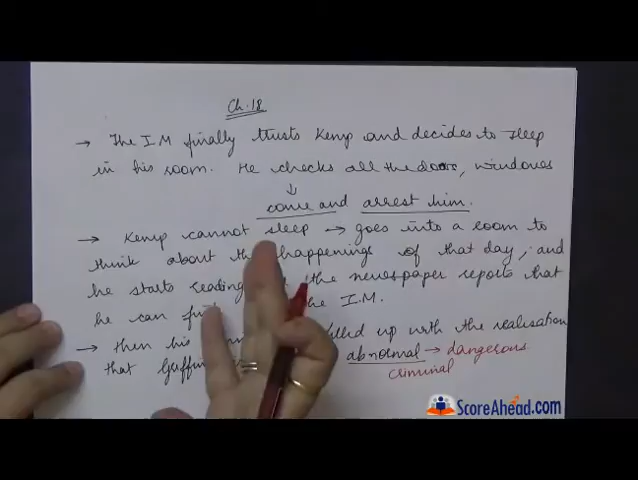 Ch. 18
→ The I.M finally trusts Kemp and decides to sleep
in his room. He checks all the doors, windows
↓
come and arrest him.
→ Kemp cannot sleep → goes into a room to
think about the happenings of that day, and
he starts reading the newspaper reports that
he can the I.M.
→ then his filled up with the realisation
that abnormal → dangerous
criminal
ScoreAhead.com